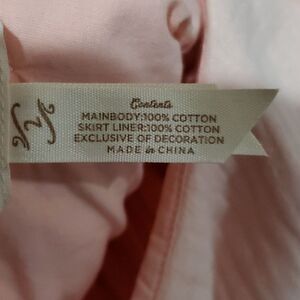 Contents
MAINBODY:100% COTTON
SKIRT LINER:100% COTTON
EXCLUSIVE OF DECORATION
MADE in CHINA